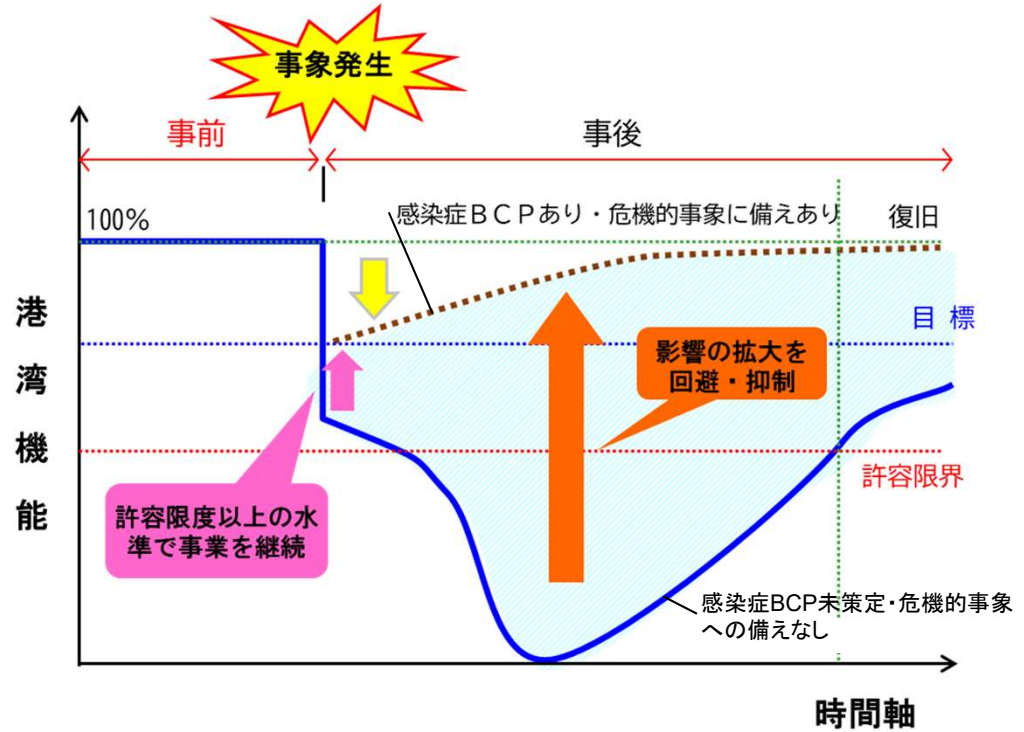 事象発生
事前
事後
100%
感染症BCPあり・危機的事象に備えあり
復旧
港湾機能
目 標
影響の拡大を
回避・抑制
許容限界
許容限度以上の水
準で事業を継続
感染症BCP未策定・危機的事象
への備えなし
時間軸